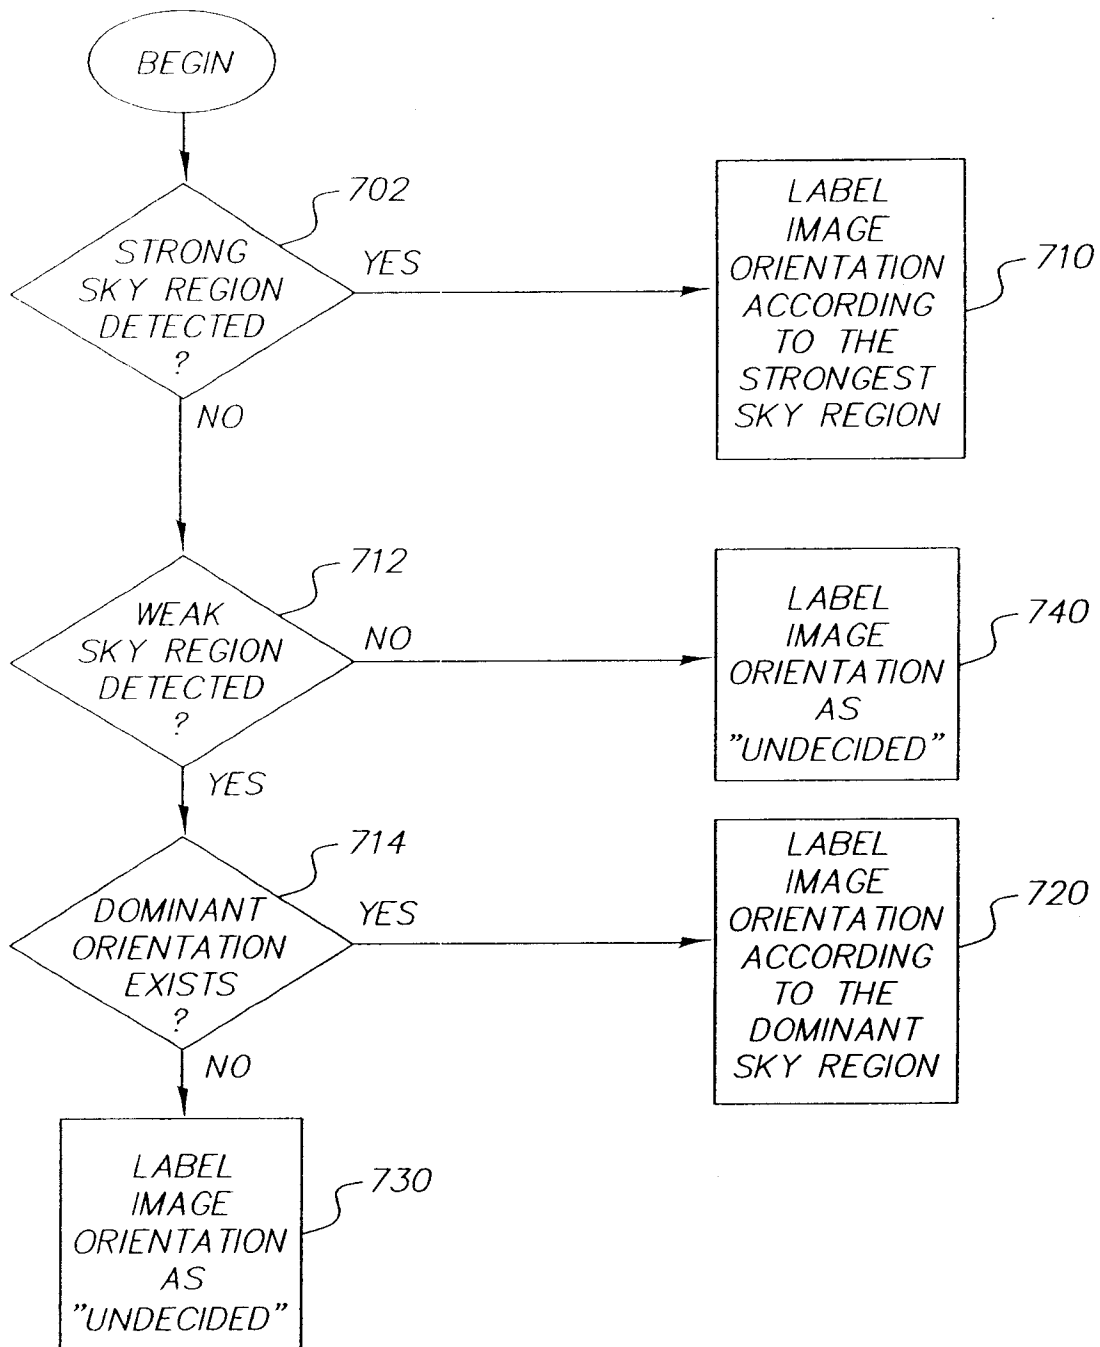 BEGIN
702
STRONG
SKY REGION
DETECTED
?
YES
NO
LABEL
IMAGE
ORIENTATION
ACCORDING
TO THE
STRONGEST
SKY REGION
710
712
WEAK
SKY REGION
DETECTED
?
NO
YES
LABEL
IMAGE
ORIENTATION
AS
"UNDECIDED"
740
714
DOMINANT
ORIENTATION
EXISTS
?
YES
NO
LABEL
IMAGE
ORIENTATION
ACCORDING
TO THE
DOMINANT
SKY REGION
720
LABEL
IMAGE
ORIENTATION
AS
"UNDECIDED"
730